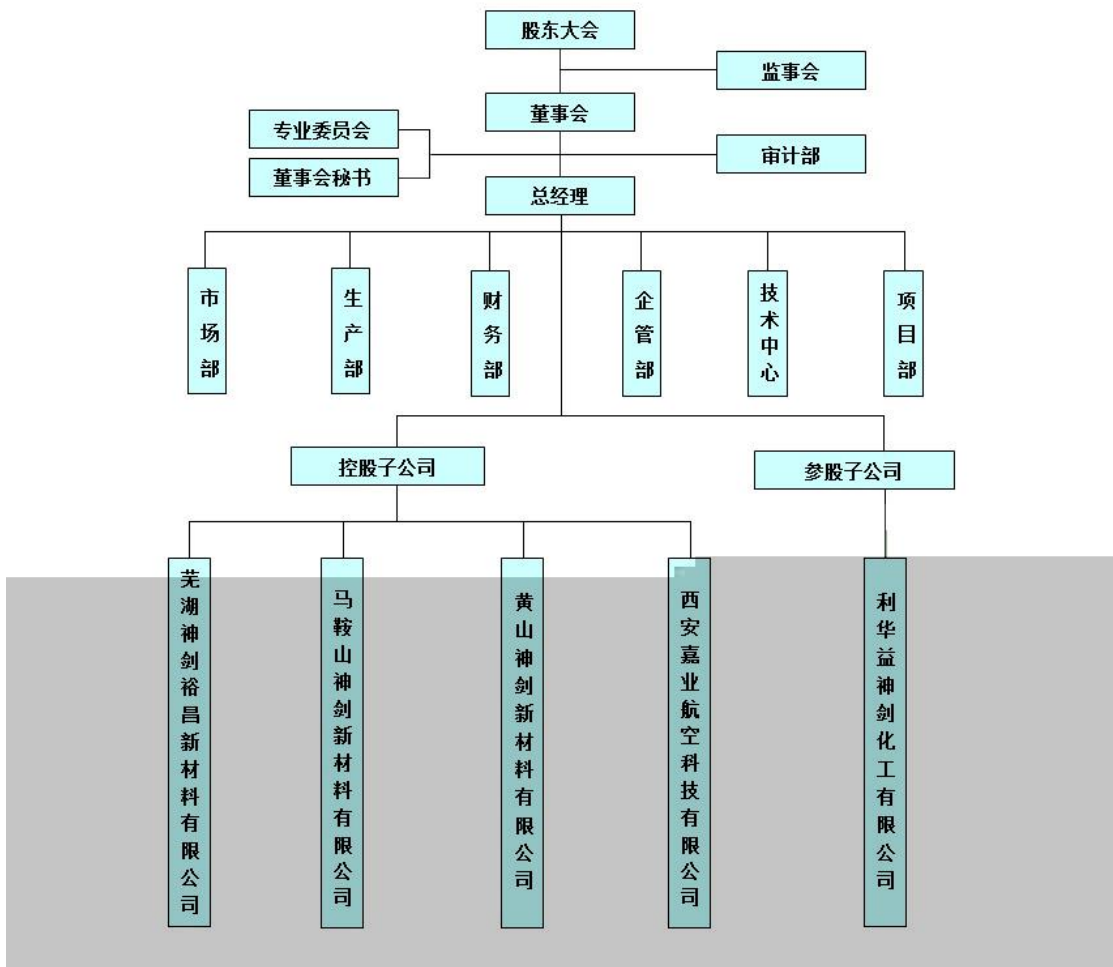 股东大会
监事会
董事会
专业委员会
审计部
董事会秘书
总经理
市场部
生产部
财务部
企管部
技术中心
项目部
控股子公司
参股子公司
芜湖神剑裕昌新材料有限公司
马鞍山神剑新材料有限公司
黄山神剑新材料有限公司
西安嘉业航空科技有限公司
利华益神剑化工有限公司